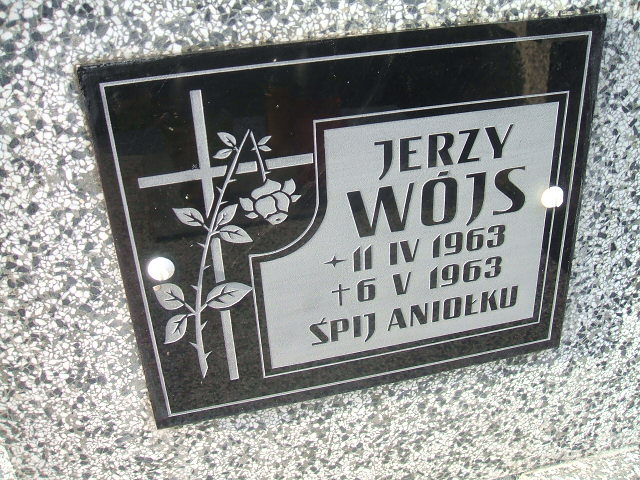 JERZY
WÓJS
⭑ 11 IV 1963
† 6 V 1963
ŚPIJ ANIOŁKU